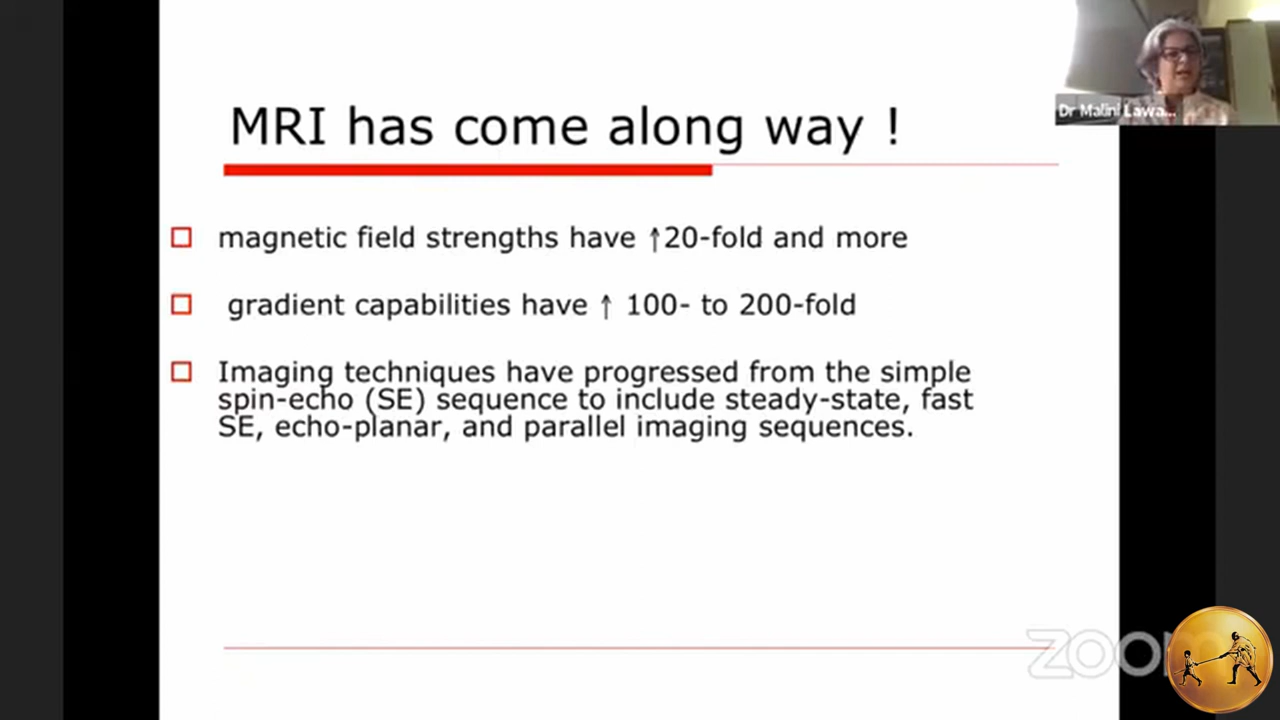 MRI has come along way !
Dr Malini Lawa...
magnetic field strengths have ↑20-fold and more
gradient capabilities have ↑ 100- to 200-fold
Imaging techniques have progressed from the simple
spin-echo (SE) sequence to include steady-state, fast
SE, echo-planar, and parallel imaging sequences.
zoom